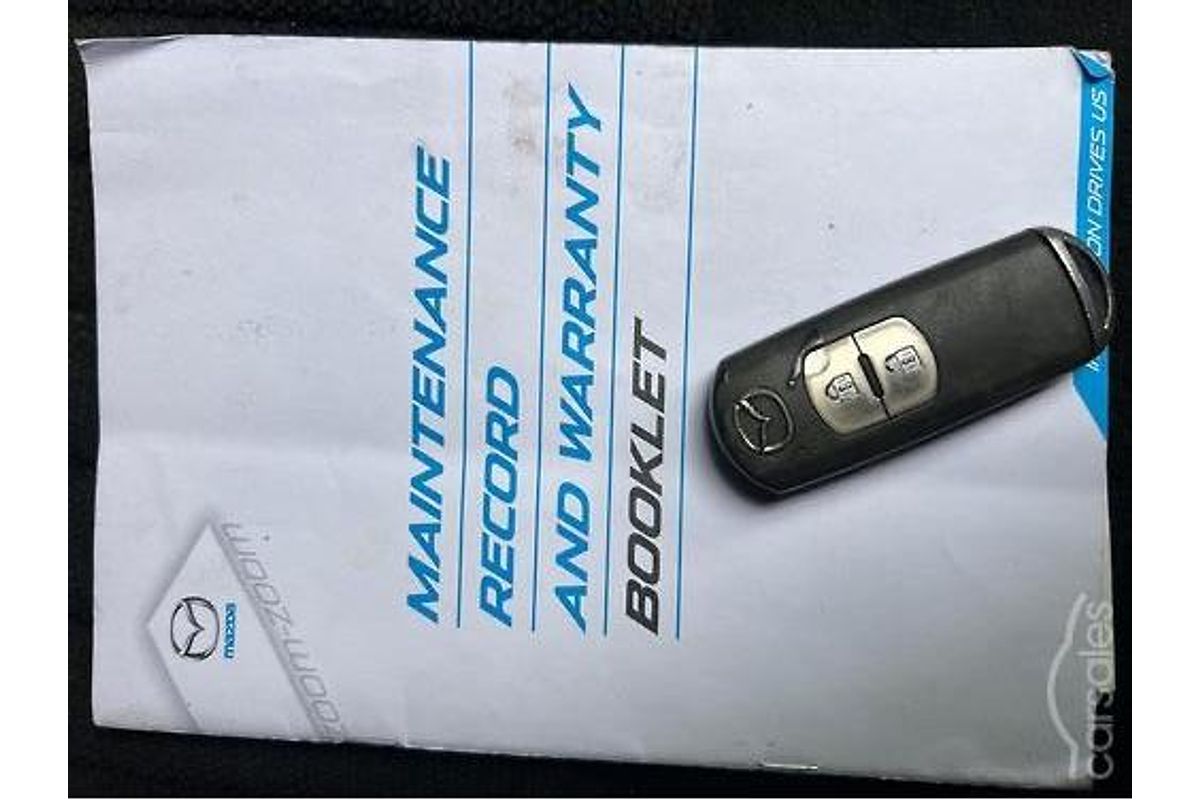 mazda
zoom-zoom
MAINTENANCE
RECORD
AND WARRANTY
BOOKLET
ON DRIVES US
carsales